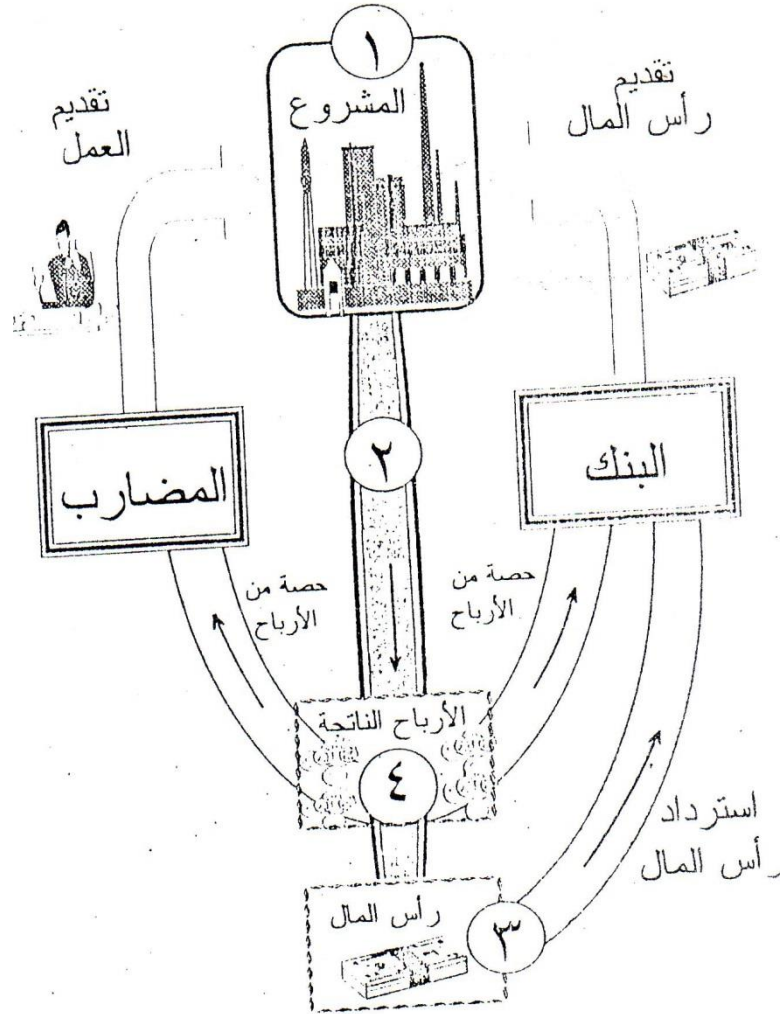 ١
المشروع
تقديم
رأس المال
تقديم
العمل
البنك
المضارب
٢
حصة من
الأرباح
حصة من
الأرباح
الأرباح الناتجة
٤
استرداد
رأس المال
رأس المال
٣